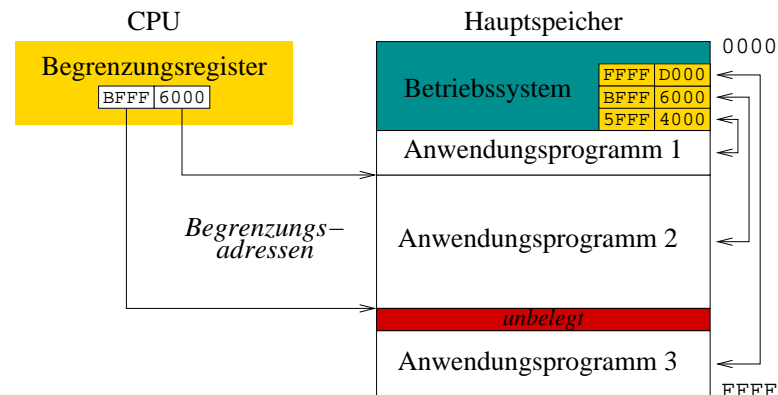 CPU
Begrenzungsregister
BFFF 6000
Begrenzungs–
adressen
Hauptspeicher
0000
Betriebssystem
FFFF D000
BFFF 6000
5FFF 4000
Anwendungsprogramm 1
Anwendungsprogramm 2
unbelegt
Anwendungsprogramm 3
FFFF